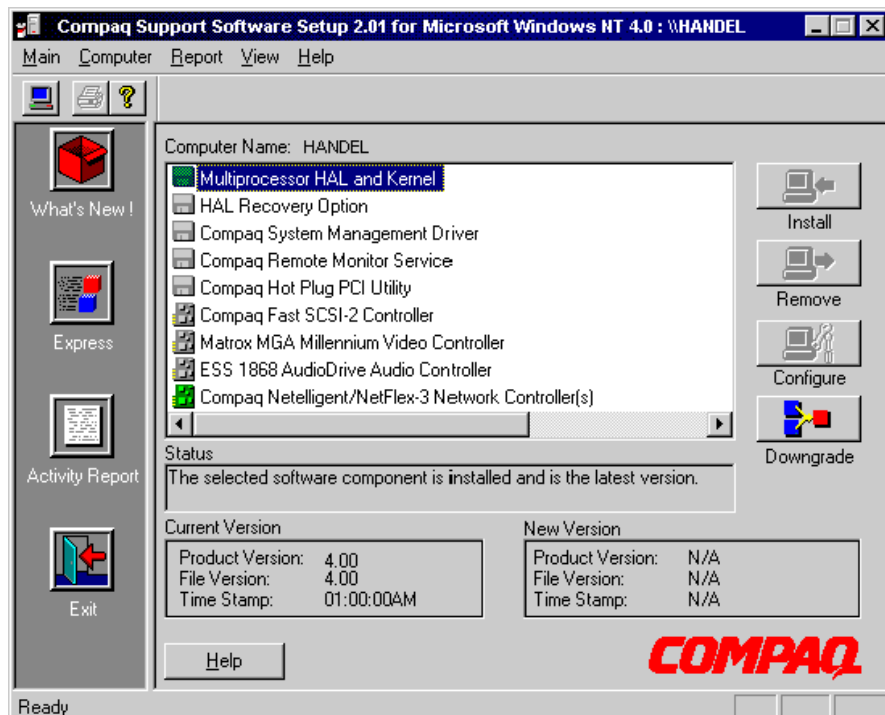 Compaq Support Software Setup 2.01 for Microsoft Windows NT 4.0 : \\HANDEL
Main Computer Report View Help
What's New !
Express
Activity Report
Exit
Computer Name: HANDEL
Multiprocessor HAL and Kernel
HAL Recovery Option
Compaq System Management Driver
Compaq Remote Monitor Service
Compaq Hot Plug PCI Utility
Compaq Fast SCSI-2 Controller
Matrox MGA Millennium Video Controller
ESS 1868 AudioDrive Audio Controller
Compaq Netelligent/NetFlex-3 Network Controller(s)
Install
Remove
Configure
Downgrade
Status
The selected software component is installed and is the latest version.
Current Version
Product Version: 4.00
File Version: 4.00
Time Stamp: 01:00:00AM
New Version
Product Version: N/A
File Version: N/A
Time Stamp: N/A
Help
COMPAQ
Ready